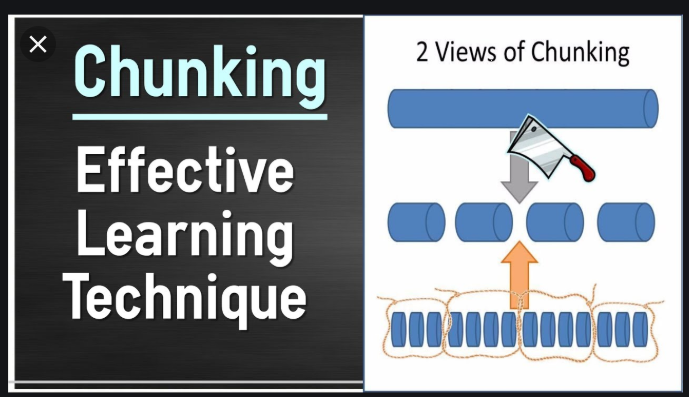 Chunking
Effective
Learning
Technique
2 Views of Chunking